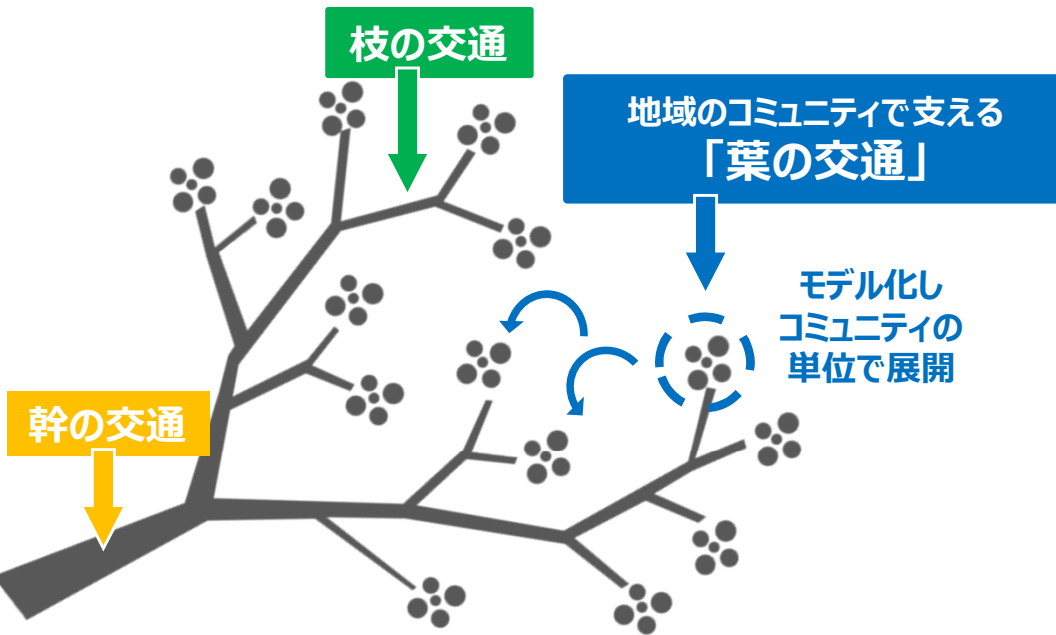 枝の交通
地域のコミュニティで支える
「葉の交通」
モデル化し
コミュニティの
単位で展開
幹の交通